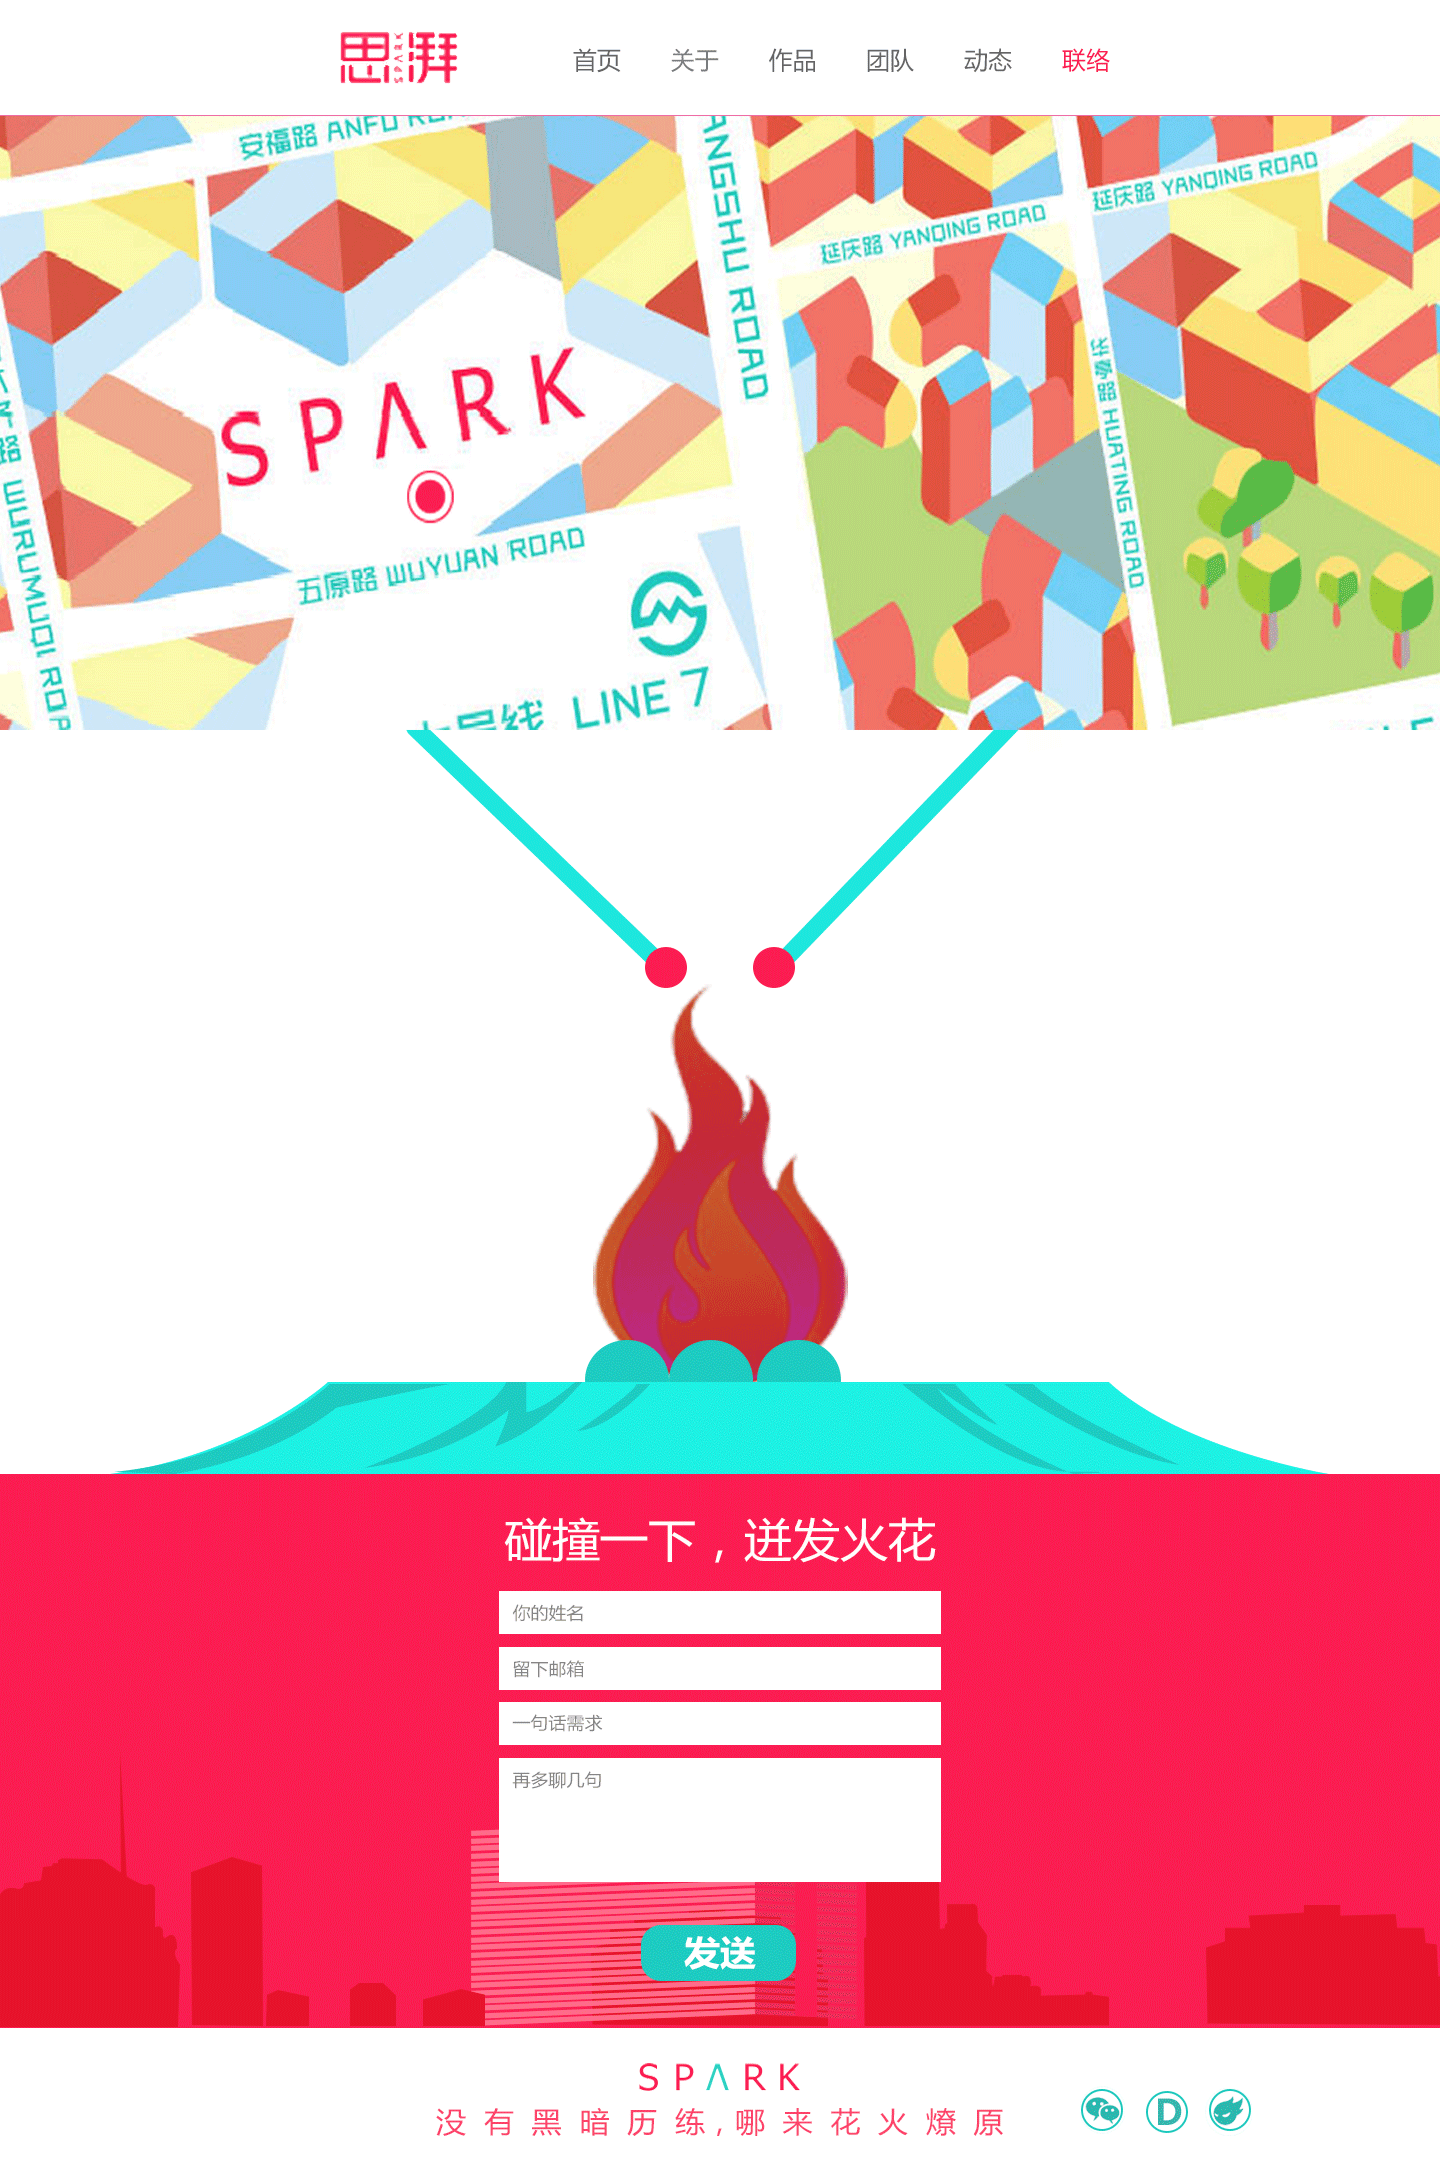 思湃
SPARK
首页 关于 作品 团队 动态 联络
安福路 ANFU ROAD
延庆路 YANQING ROAD
延庆路 YANQING ROAD
ANGSHU ROAD
SPARK
HUATING ROAD
路 WURUMUQI ROA
五原路 WUYUAN ROAD
LINE 7
碰撞一下，迸发火花
你的姓名
留下邮箱
一句话需求
再多聊几句
发送
SPARK
没有黑暗历练,哪来花火燎原
D